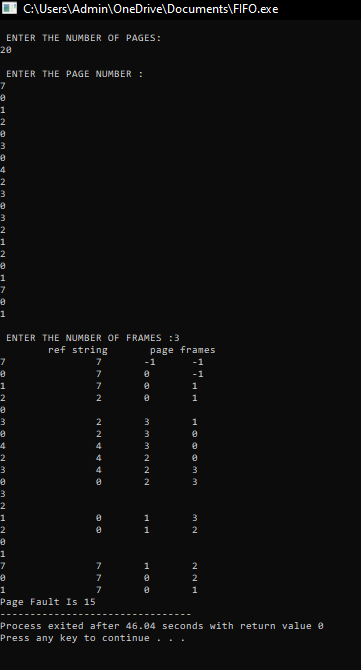 C:\Users\Admin\OneDrive\Documents\FIFO.exe
ENTER THE NUMBER OF PAGES:
20
ENTER THE PAGE NUMBER :
7
0
1
2
0
3
0
4
2
3
0
3
2
1
2
0
1
7
0
1
ENTER THE NUMBER OF FRAMES :3
ref string page frames
7 7 -1 -1
0 7 0 -1
1 7 0 1
2 2 0 1
0
3 2 3 1
0 2 3 0
4 4 3 0
2 4 2 0
3 4 2 3
0 0 2 3
3
2
1 0 1 3
2 0 1 2
0
1
7 7 1 2
0 7 0 2
1 7 0 1
Page Fault Is 15
--------------------------------
Process exited after 46.04 seconds with return value 0
Press any key to continue . . .